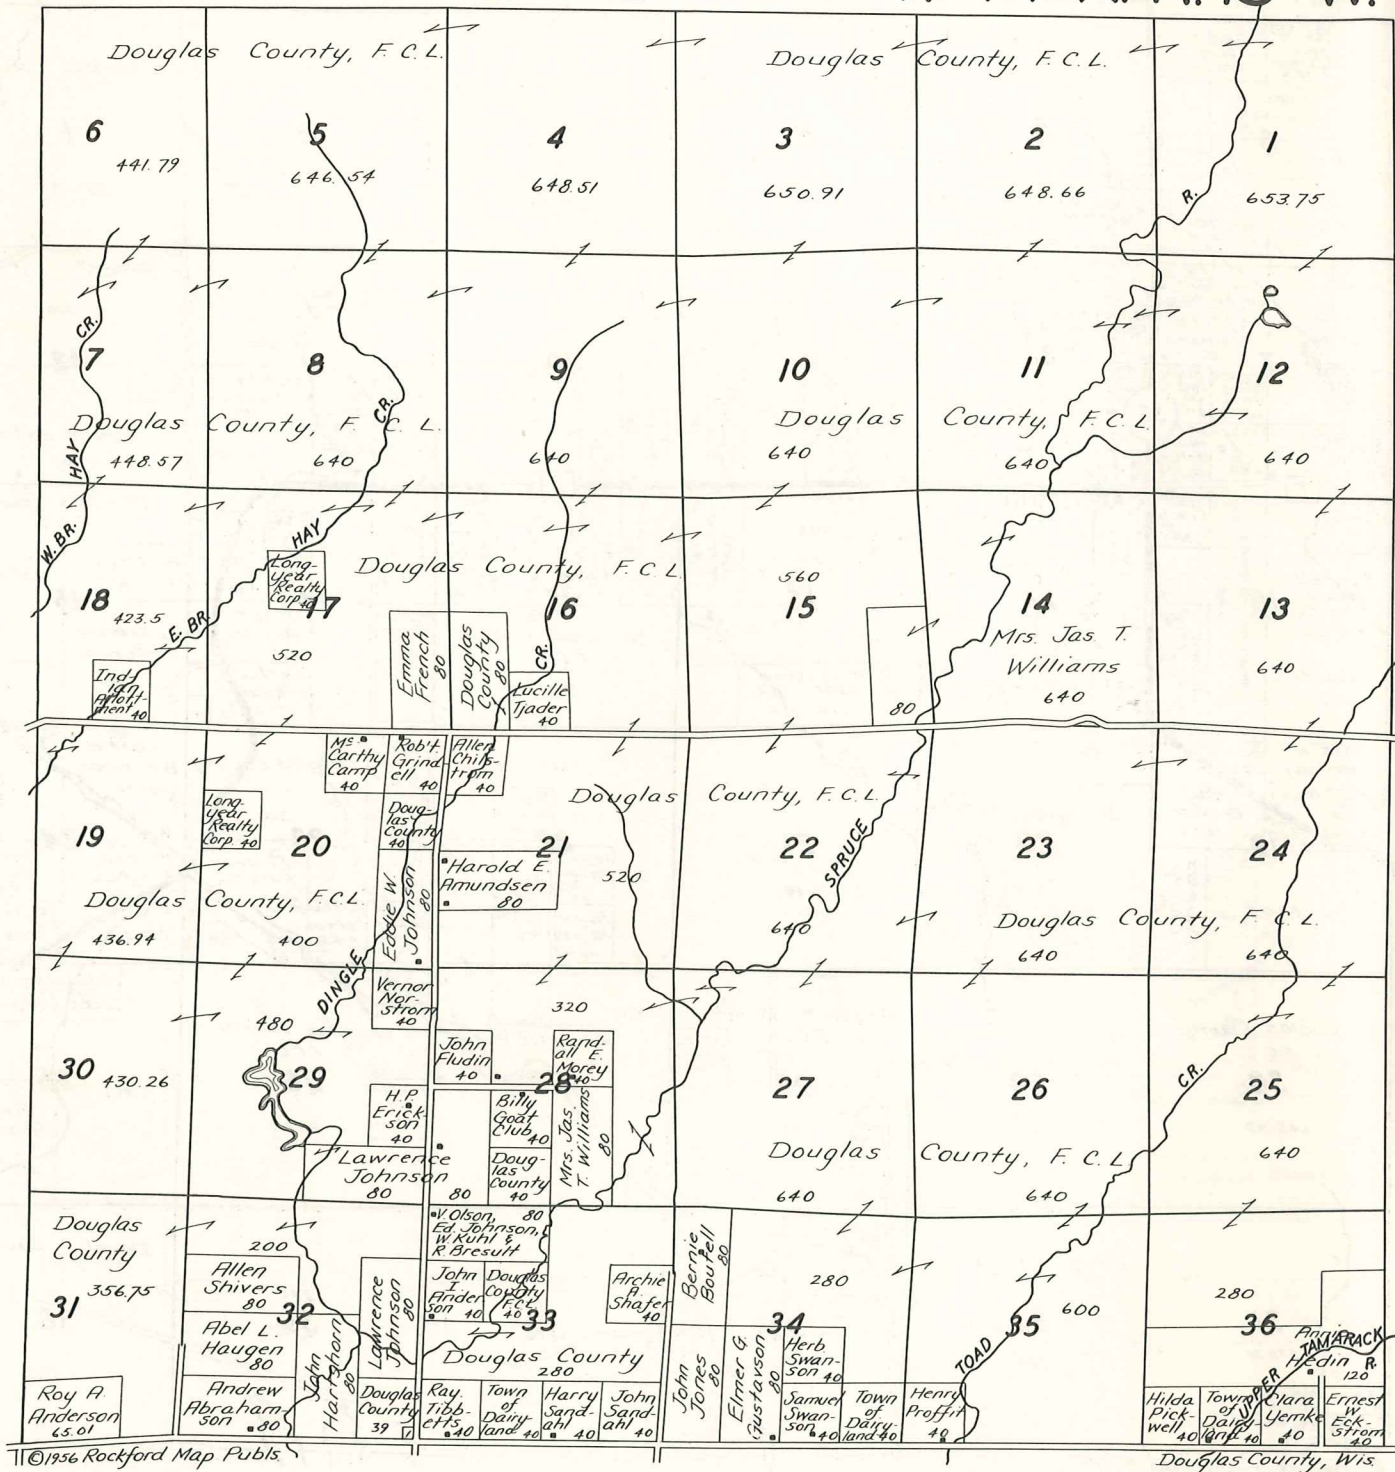 Douglas County, F.C.L.
Douglas County, F.C.L.
6
441.79
5
646.54
4
648.51
3
650.91
2
648.66
1
653.75
R.
CR.
7
HAY
448.57
8
CR.
640
9
640
10
640
11
640
12
640
Douglas County, F.C.L.
Douglas County, F.C.L.
W. BR.
18
423.5
E. BR.
HAY
Long-
year
Realty
Corp. 40
17
520
Douglas County, F.C.L.
16
560
15
80
14
Mrs. Jas. T.
Williams
640
13
640
Ind-
ian
Allot-
ment 40
Emma
French
80
Douglas
County
80
CR.
Lucille
Tjader
40
Mc
Carthy
Camp
40
Rob't.
Grind
ell
40
Allen
Chils-
trom
40
19
436.94
Long-
year
Realty
Corp. 40
20
400
Doug-
las
County
40
Douglas County, F.C.L.
Eddie W.
Johnson
80
Harold E.
Amundsen
80
21
520
Douglas County, F.C.L.
22
640
SPRUCE
23
640
24
640
Douglas County, F.C.L.
30
430.26
480
DINGLE
29
Vernor
Nor-
strom
40
H.P.
Erick-
son
40
Lawrence
Johnson
80
320
John
Fludin
40
28
Rand-
all E.
Morey
40
Billy
Goat
Club
40
Doug-
las
County
40
Mrs. Jas.
T. Williams
80
80
27
640
26
640
CR.
25
640
Douglas County, F.C.L.
Douglas
County
356.75
31
Roy A.
Anderson
65.01
200
Allen
Shivers
80
32
Abel L.
Haugen
80
Andrew
Abraham-
son
80
John
Hartshorn
80
Lawrence
Johnson
80
Douglas
County
39
V. Olson, 80
Ed. Johnson,
W. Kuhl &
R. Bresult
John
I.
Ander
son 40
Douglas
County
F.C.L.
40
33
Archie
A.
Shafer
40
Douglas County
280
Ray.
Tibb-
etts
40
Town
of
Dairy-
land 40
Harry
Sand-
ahl
40
John
Sand-
ahl
40
Bernie
Boutell
80
John
Jones
80
Elmer G.
Gustavson
80
280
34
Herb
Swan-
son 40
Samuel
Swan-
son 40
Town
of
Dairy-
land 40
Henry
Proffit
40
TOAD
35
600
280
36
TAMARACK
Hedin R.
120
UPPER
Hilda
Pick-
well
40
Town
of
Dairy-
land 40
Clara
Yemke
40
Ernest
W.
Eck-
strom
40
©1956 Rockford Map Publs.
Douglas County, Wis.